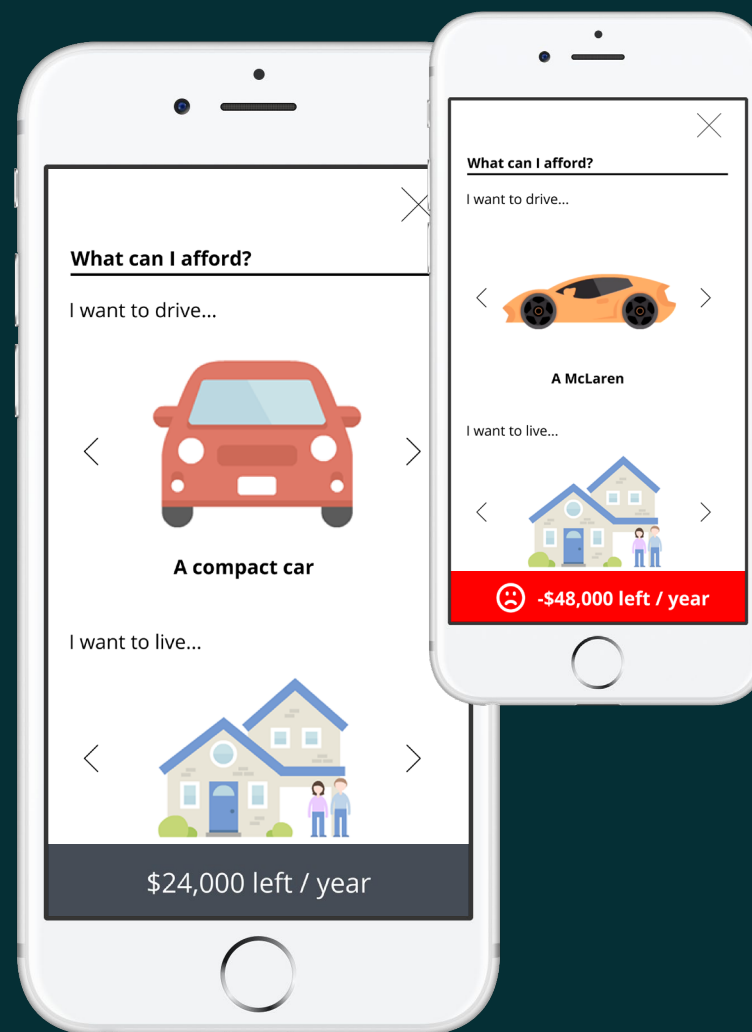 What can I afford?
I want to drive...
A compact car
I want to live...
$24,000 left / year
What can I afford?
I want to drive...
A McLaren
I want to live...
-$48,000 left / year